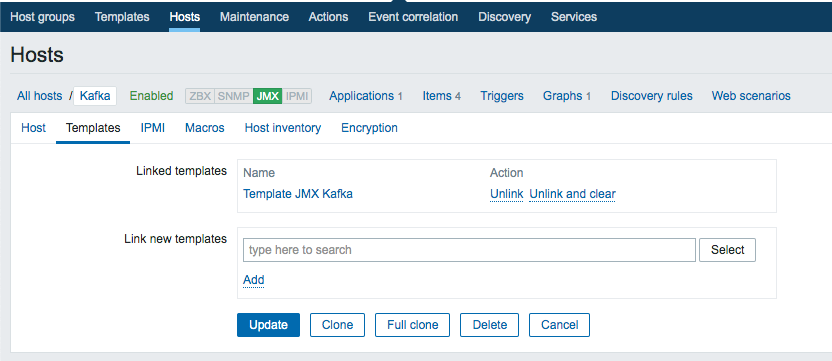 Host groups Templates Hosts Maintenance Actions Event correlation Discovery Services
Hosts
All hosts / Kafka Enabled ZBX SNMP JMX IPMI Applications 1 Items 4 Triggers Graphs 1 Discovery rules Web scenarios
Host Templates IPMI Macros Host inventory Encryption
Linked templates Name Action
Template JMX Kafka Unlink Unlink and clear
Link new templates
type here to search Select
Add
Update Clone Full clone Delete Cancel